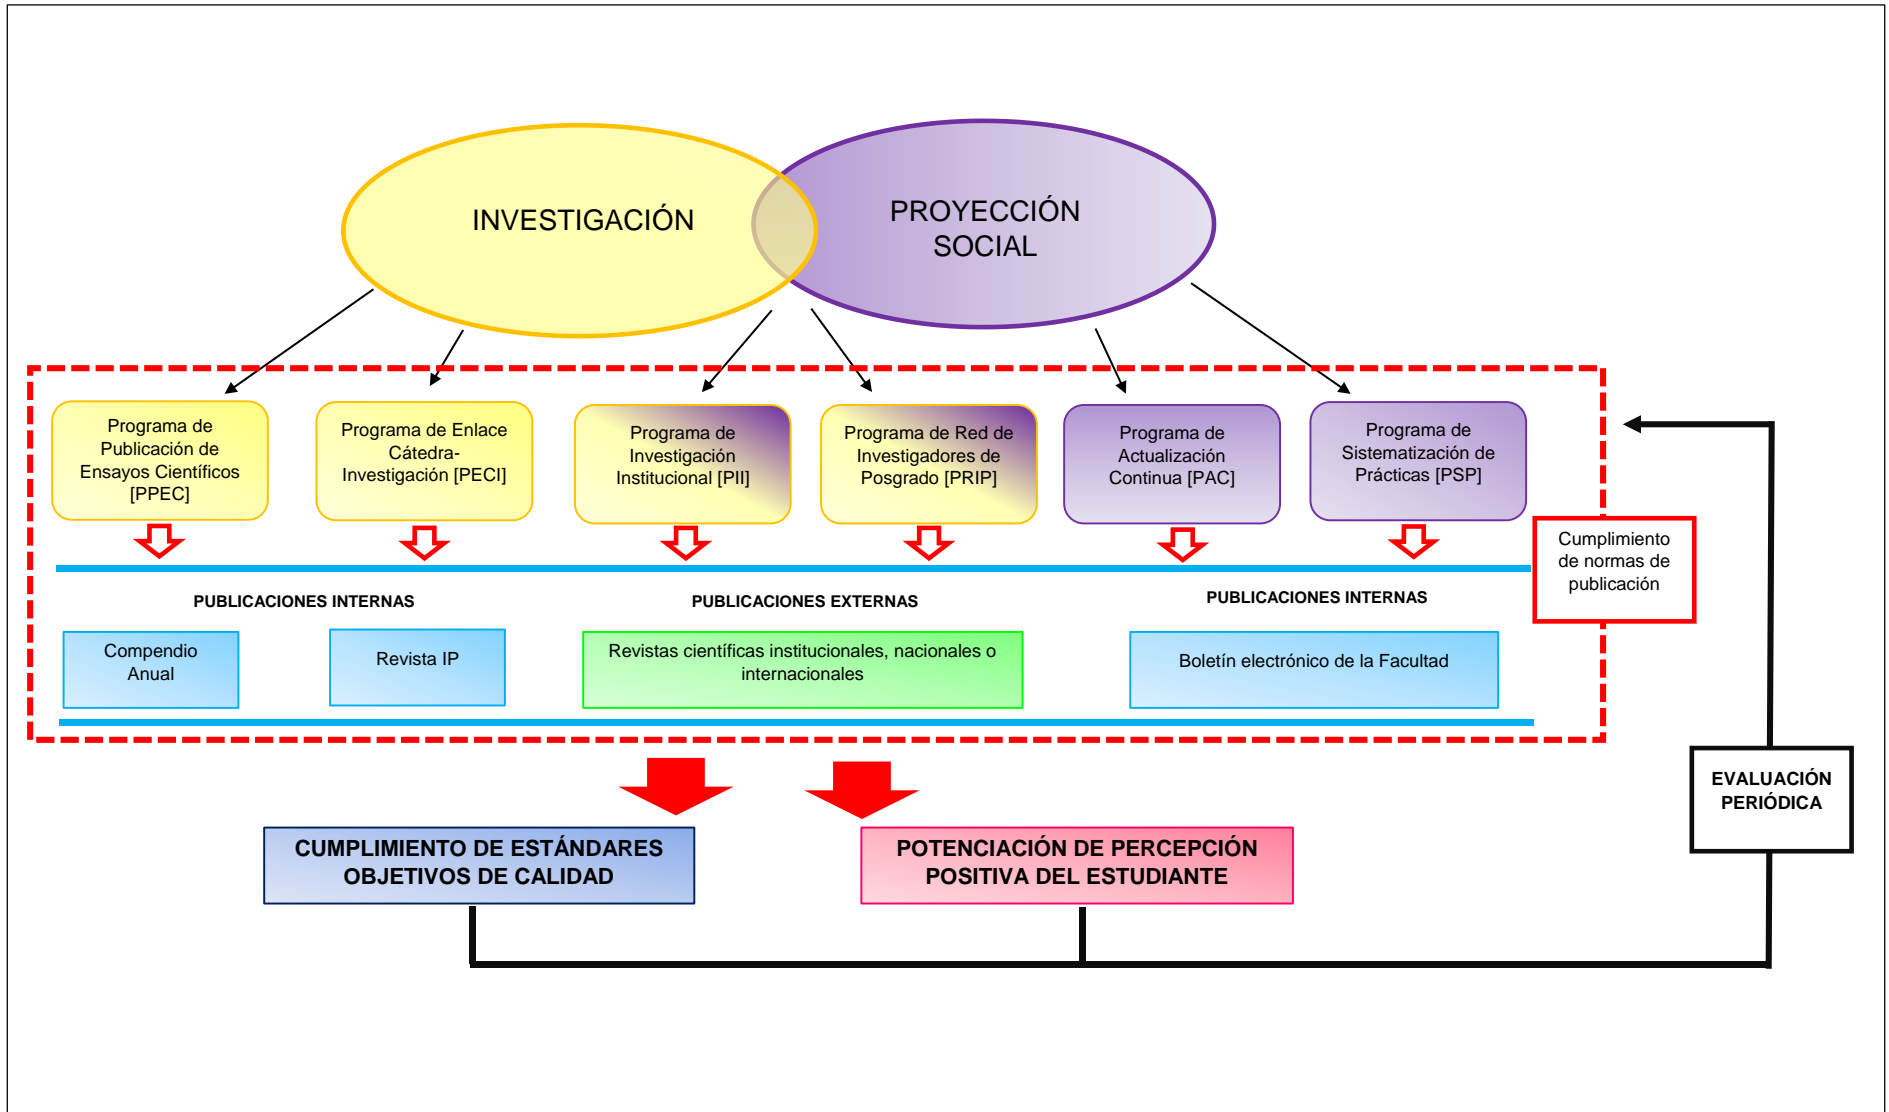 INVESTIGACIÓN
PROYECCIÓN
SOCIAL
Programa de
Publicación de
Ensayos Científicos
[PPEC]
Programa de Enlace
Cátedra-
Investigación [PECI]
Programa de
Investigación
Institucional [PII]
Programa de Red de
Investigadores de
Posgrado [PRIP]
Programa de
Actualización
Continua [PAC]
Programa de
Sistematización de
Prácticas [PSP]
Cumplimiento
de normas de
publicación
PUBLICACIONES INTERNAS
PUBLICACIONES EXTERNAS
PUBLICACIONES INTERNAS
Compendio
Anual
Revista IP
Revistas científicas institucionales, nacionales o
internacionales
Boletín electrónico de la Facultad
EVALUACIÓN
PERIÓDICA
CUMPLIMIENTO DE ESTÁNDARES
OBJETIVOS DE CALIDAD
POTENCIACIÓN DE PERCEPCIÓN
POSITIVA DEL ESTUDIANTE